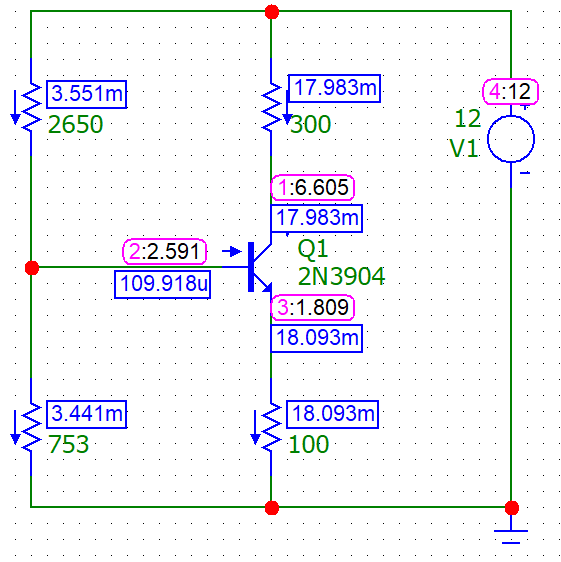 4:12
3.551m
17.983m
12
2650
300
V1
1:6.605
17.983m
2:2.591
Q1
109.918u
2N3904
3:1.809
18.093m
3.441m
18.093m
753
100